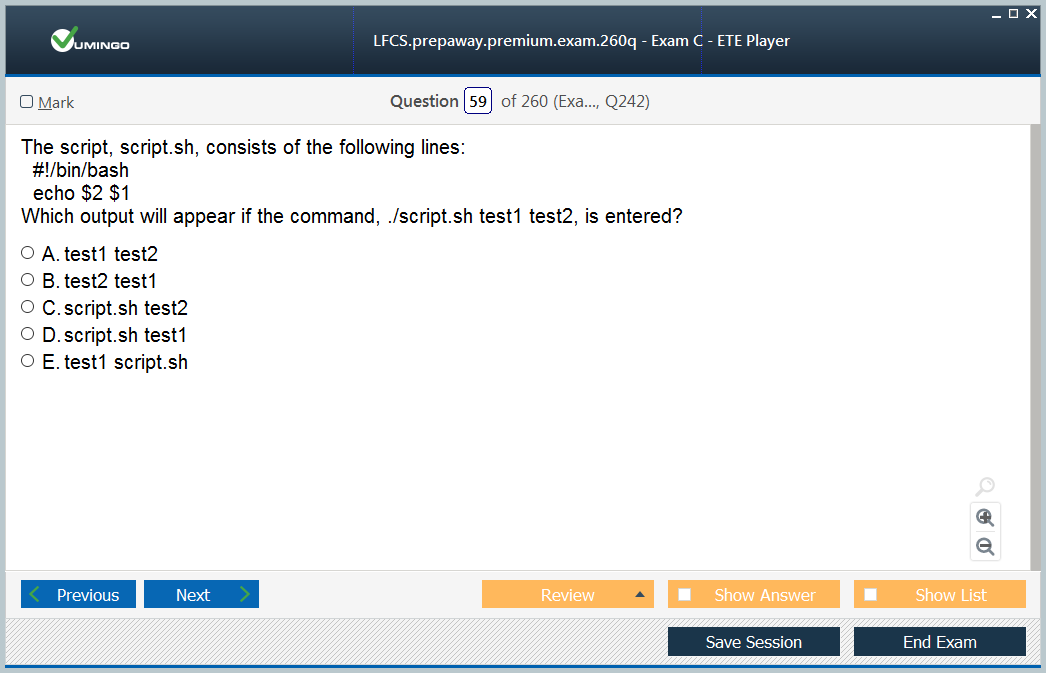 VUMINGO
LFCS.prepaway.premium.exam.260q - Exam C - ETE Player
Mark
Question 59 of 260 (Exa..., Q242)
The script, script.sh, consists of the following lines:
#!/bin/bash
echo $2 $1
Which output will appear if the command, ./script.sh test1 test2, is entered?
A. test1 test2
B. test2 test1
C. script.sh test2
D. script.sh test1
E. test1 script.sh
Previous
Next
Review
Show Answer
Show List
Save Session
End Exam